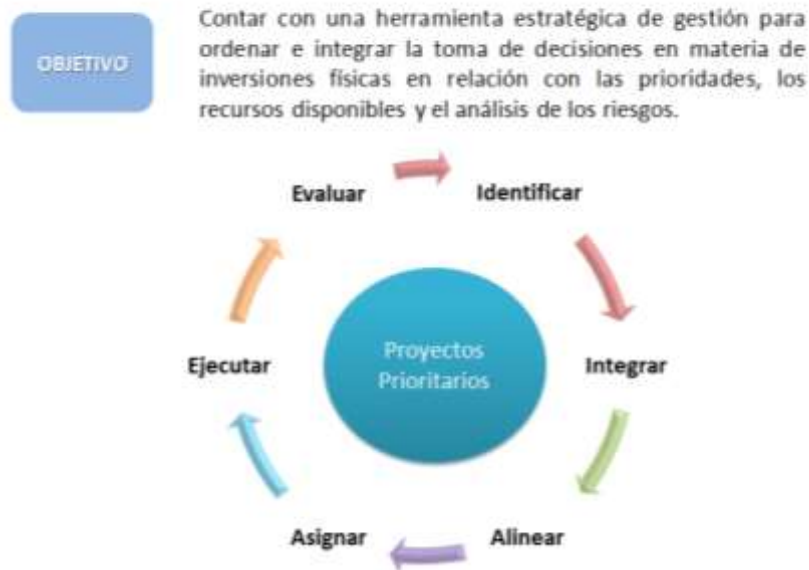 OBJETIVO
Contar con una herramienta estratégica de gestión para
ordenar e integrar la toma de decisiones en materia de
inversiones físicas en relación con las prioridades, los
recursos disponibles y el análisis de los riesgos.
Evaluar
Identificar
Ejecutar
Proyectos
Prioritarios
Integrar
Asignar
Alinear